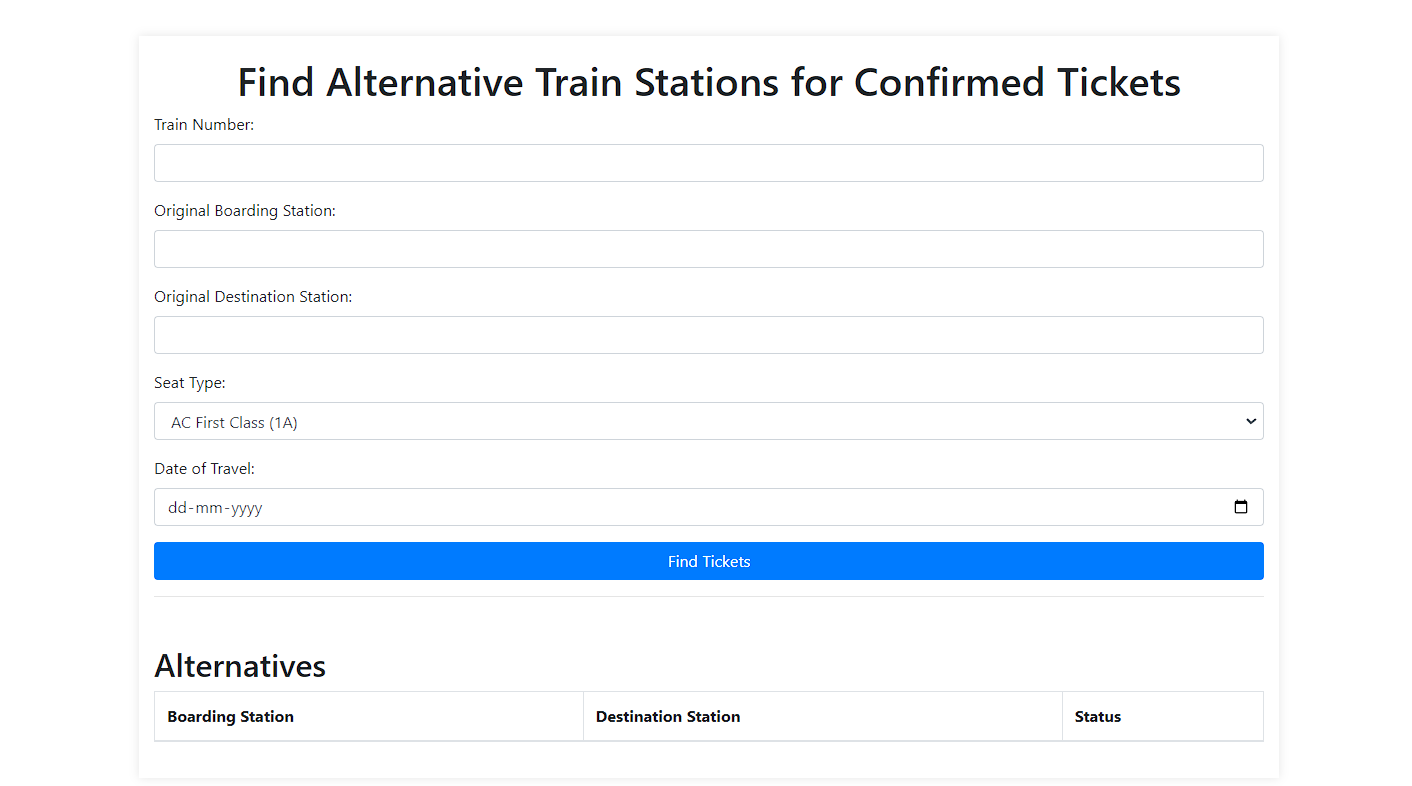 Find Alternative Train Stations for Confirmed Tickets
Train Number:
Original Boarding Station:
Original Destination Station:
Seat Type:
AC First Class (1A)
Date of Travel:
dd-mm-yyyy
Find Tickets
Alternatives
Boarding Station Destination Station Status